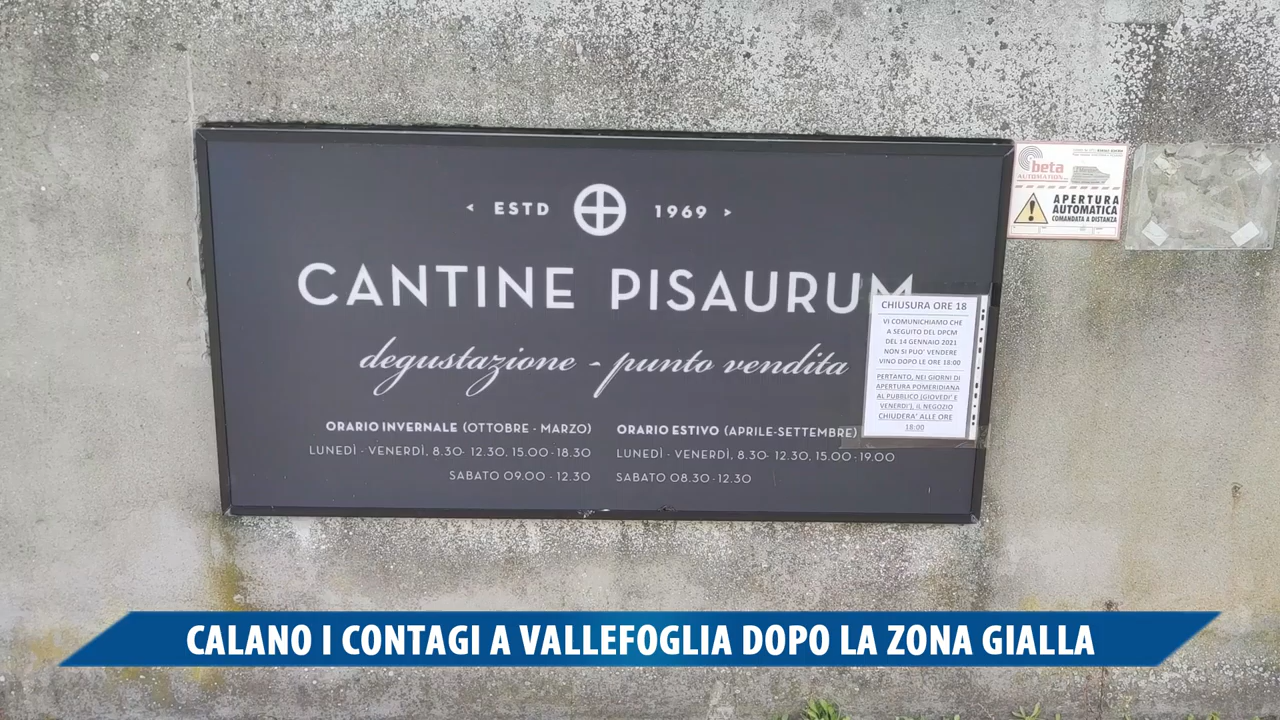 < ESTD 1969 >
CANTINE PISAURUM
degustazione - punto vendita
ORARIO INVERNALE (OTTOBRE - MARZO)
LUNEDÌ - VENERDÌ, 8.30- 12.30, 15.00-18.30
SABATO 09.00 - 12.30
ORARIO ESTIVO (APRILE-SETTEMBRE)
LUNEDÌ - VENERDÌ, 8.30- 12.30, 15.00-19.00
SABATO 08.30-12.30
CHIUSURA ORE 18
VI COMUNICHIAMO CHE
A SEGUITO DEL DPCM
DEL 14 GENNAIO 2021
NON SI PUO' VENDERE
VINO DOPO LE ORE 18:00
PERTANTO, NEI GIORNI DI
APERTURA POMERIDIANA
AL PUBBLICO (GIOVEDI' E
VENERDI'), IL NEGOZIO
CHIUDERA' ALLE ORE
18:00
beta
AUTOMATION
APERTURA
AUTOMATICA
COMANDATA A DISTANZA
CALANO I CONTAGI A VALLEFOGLIA DOPO LA ZONA GIALLA